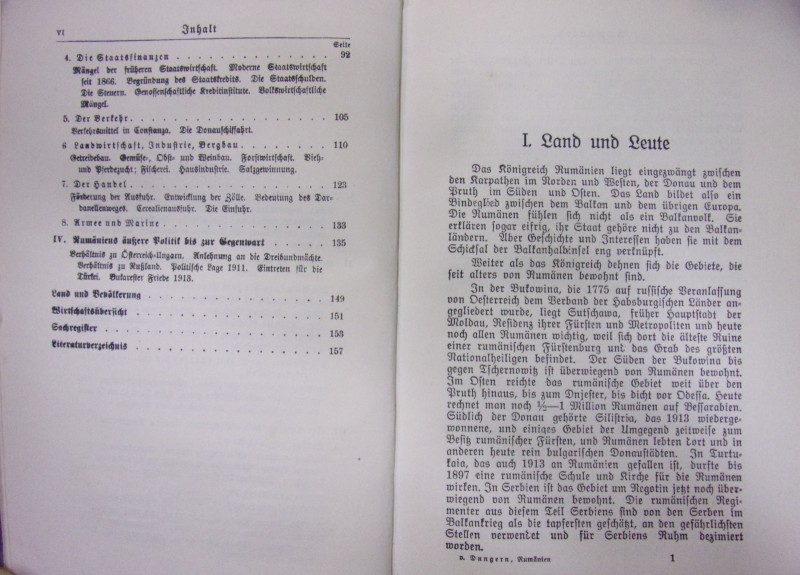 VI Inhalt
Seite
4. Die Staatsfinanzen . . . . . . . . . . . . . . 92
Mängel der früheren Staatswirtschaft. Moderne Staatswirtschaft
seit 1866. Begründung des Staatskredits. Die Staatsschulden.
Die Steuern. Genossenschaftliche Kreditinstitute. Volkswirtschaftliche
Mängel.
5. Der Verkehr . . . . . . . . . . . . . . . . . 105
Verkehrsmittel in Constanza. Die Donauschiffahrt.
6 Landwirtschaft, Industrie, Bergbau . . . . . . . . 110
Getreidebau. Gemüse-, Obst- und Weinbau. Forstwirtschaft. Vieh-
und Pferdezucht; Fischerei. Hausindustrie. Salzgewinnung.
7. Der Handel . . . . . . . . . . . . . . . . . 123
Förderung der Ausfuhr. Entwicklung der Zölle. Bedeutung des Dar-
danellenweges. Cerealienausfuhr. Die Einfuhr.
8. Armee und Marine . . . . . . . . . . . . . . . 133
IV. Rumäniens äußere Politik bis zur Gegenwart . . . . . 135
Verhältnis zu Österreich-Ungarn. Anlehnung an die Dreibundmächte.
Verhältnis zu Rußland. Politische Lage 1911. Eintreten für die
Türkei. Bukarester Friede 1913.
Land und Bevölkerung . . . . . . . . . . . . . . . 149
Wirtschaftsübersicht . . . . . . . . . . . . . . . . 151
Sachregister . . . . . . . . . . . . . . . . . . . 153
Literaturverzeichnis . . . . . . . . . . . . . . . . 157
I. Land und Leute
Das Königreich Rumänien liegt eingezwängt zwischen
den Karpathen im Norden und Westen, der Donau und dem
Pruth im Süden und Osten. Das Land bildet also ein
Bindeglied zwischen dem Balkan und dem übrigen Europa.
Die Rumänen fühlen sich nicht als ein Balkanvolk. Sie
erklären sogar eifrig, ihr Staat gehöre nicht zu den Balkan-
ländern. Aber Geschichte und Interessen haben sie mit dem
Schicksal der Balkanhalbinsel eng verknüpft.
Weiter als das Königreich dehnen sich die Gebiete, die
seit alters von Rumänen bewohnt sind.
In der Bukowina, die 1775 auf russische Veranlassung
von Oesterreich dem Verband der Habsburgischen Länder an-
gegliedert wurde, liegt Sutschawa, früher Hauptstadt der
Moldau, Residenz ihrer Fürsten und Metropoliten und heute
noch allen Rumänen wichtig, weil sich dort die älteste Ruine
einer rumänischen Fürstenburg und das Grab des größten
Nationalheiligen befindet. Der Süden der Bukowina bis
gegen Tschernowitz ist überwiegend von Rumänen bewohnt.
Im Osten reichte das rumänische Gebiet weit über den
Pruth hinaus, bis zum Dnjester, bis dicht vor Odessa. Heute
rechnet man noch ½—1 Million Rumänen auf Bessarabien.
Südlich der Donau gehörte Silistria, das 1913 wiederge-
wonnene, und einiges Gebiet der Umgegend zeitweise zum
Besitz rumänischer Fürsten, und Rumänen lebten dort und in
anderen heute rein bulgarischen Donaustädten. In Turtu-
kaia, das auch 1913 an Rumänien gefallen ist, durfte bis
1897 eine rumänische Schule und Kirche für die Rumänen
wirken. In Serbien ist das Gebiet um Negotin jetzt noch über-
wiegend von Rumänen bewohnt. Die rumänischen Regi-
menter aus diesem Teil Serbiens sind von den Serben im
Balkankrieg als die tapfersten geschätzt, an den gefährlichsten
Stellen verwendet und für Serbiens Ruhm dezimiert
worden.
v. Dungern, Rumänien 1